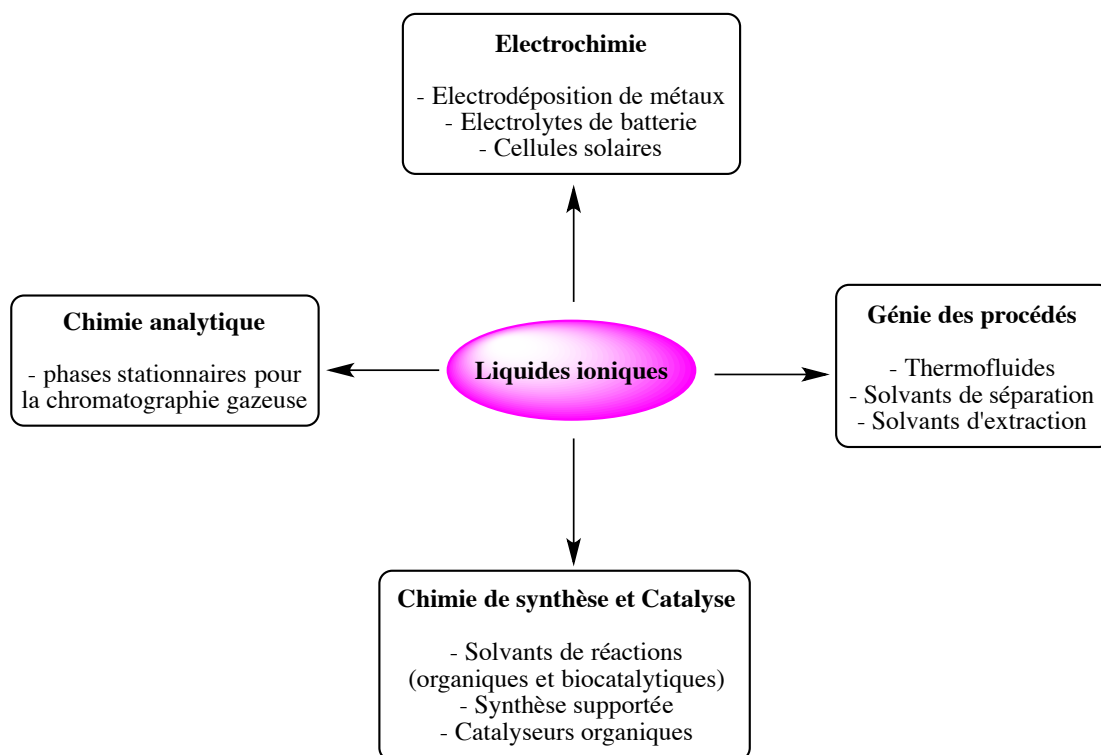 Electrochimie
- Electrodéposition de métaux
- Electrolytes de batterie
- Cellules solaires
Chimie analytique
- phases stationnaires pour
la chromatographie gazeuse
Liquides ioniques
Génie des procédés
- Thermofluides
- Solvants de séparation
- Solvants d'extraction
Chimie de synthèse et Catalyse
- Solvants de réactions
(organiques et biocatalytiques)
- Synthèse supportée
- Catalyseurs organiques